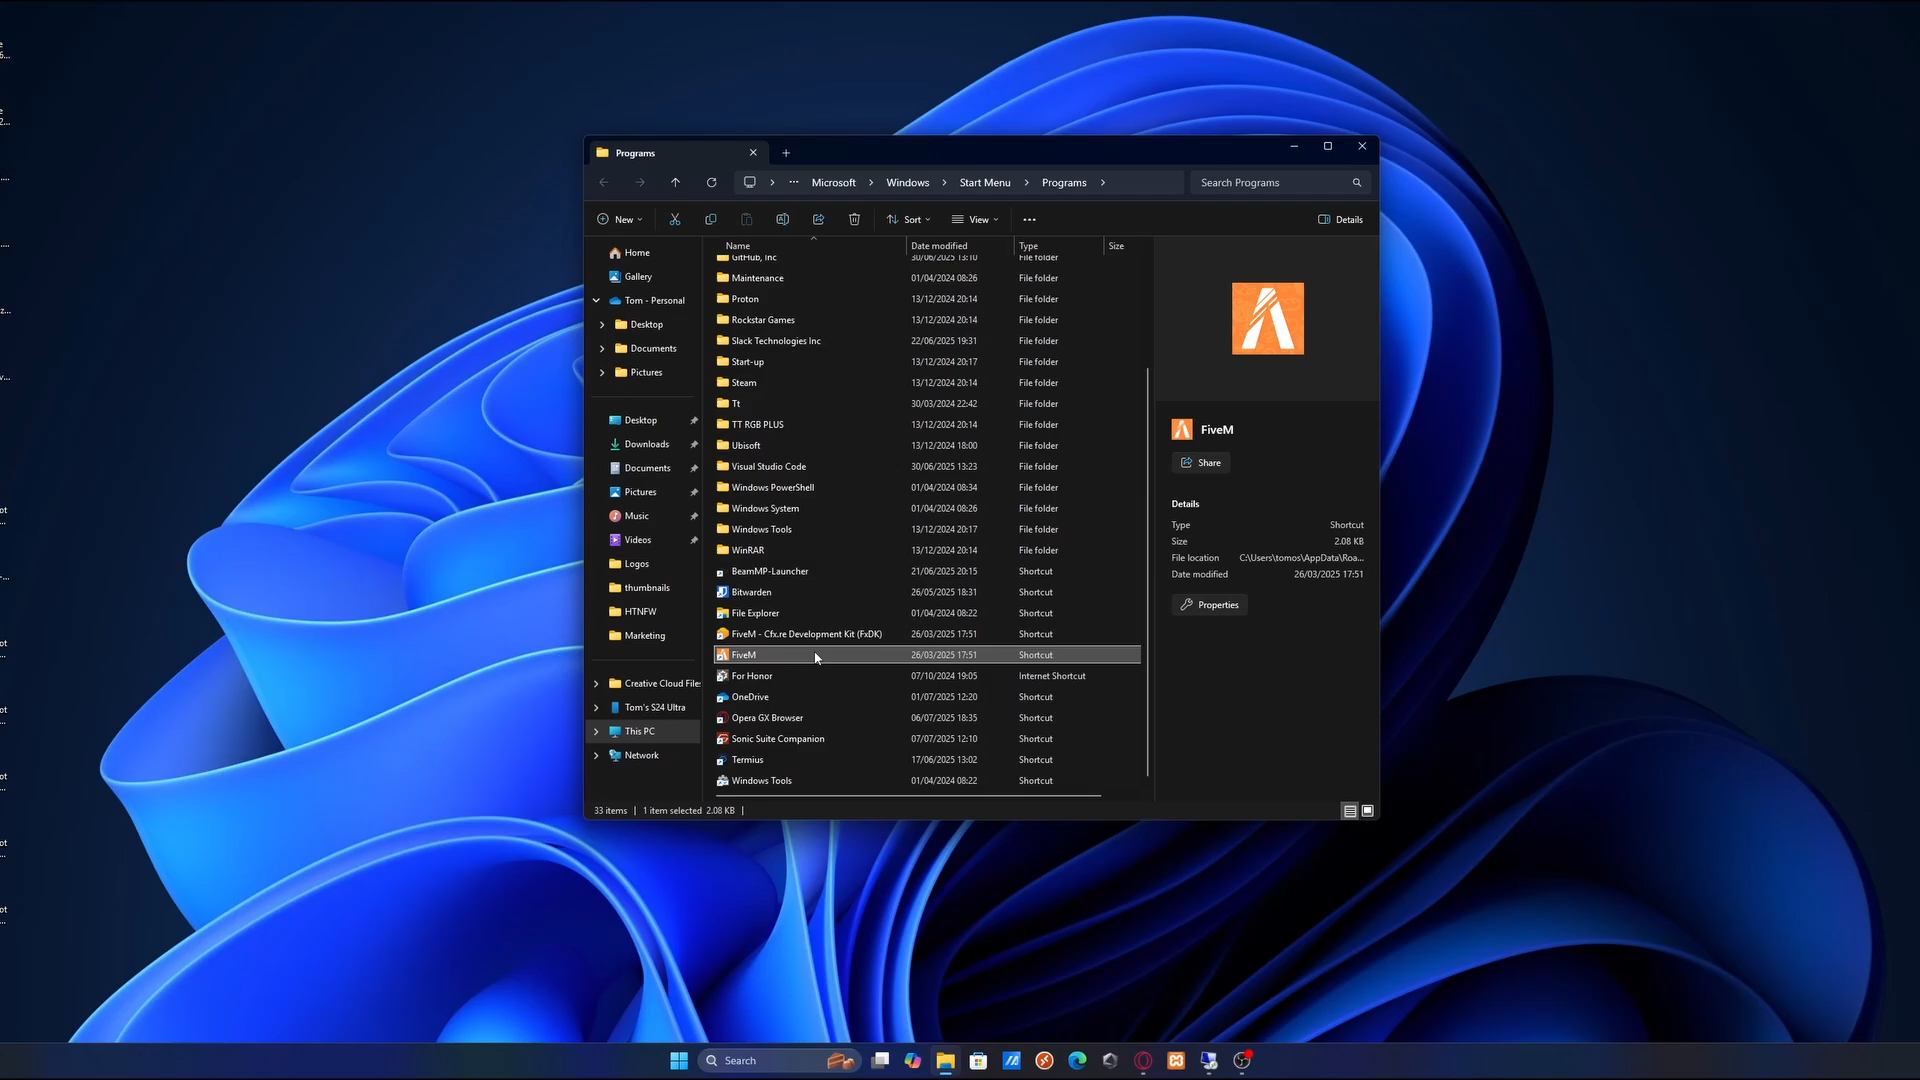 Programs
Microsoft > Windows > Start Menu > Programs >
Search Programs
New
Sort
View
Details
Name Date modified Type Size
GitHub, Inc 30/06/2025 13:10 File folder
Maintenance 01/04/2024 08:26 File folder
Proton 13/12/2024 20:14 File folder
Rockstar Games 13/12/2024 20:14 File folder
Slack Technologies Inc 22/06/2025 19:31 File folder
Start-up 13/12/2024 20:17 File folder
Steam 13/12/2024 20:14 File folder
Tt 30/03/2024 22:42 File folder
TT RGB PLUS 13/12/2024 20:14 File folder
Ubisoft 13/12/2024 18:00 File folder
Visual Studio Code 30/06/2025 13:23 File folder
Windows PowerShell 01/04/2024 08:34 File folder
Windows System 01/04/2024 08:26 File folder
Windows Tools 13/12/2024 20:17 File folder
WinRAR 13/12/2024 20:14 File folder
BeamMP-Launcher 21/06/2025 20:15 Shortcut
Bitwarden 26/05/2025 18:31 Shortcut
File Explorer 01/04/2024 08:22 Shortcut
FiveM - Cfx.re Development Kit (FxDK) 26/03/2025 17:51 Shortcut
FiveM 26/03/2025 17:51 Shortcut
For Honor 07/10/2024 19:05 Internet Shortcut
OneDrive 01/07/2025 12:20 Shortcut
Opera GX Browser 06/07/2025 18:35 Shortcut
Sonic Suite Companion 07/07/2025 12:10 Shortcut
Termius 17/06/2025 13:02 Shortcut
Windows Tools 01/04/2024 08:22 Shortcut
Home
Gallery
Tom - Personal
Desktop
Documents
Pictures
Desktop
Downloads
Documents
Pictures
Music
Videos
Logos
thumbnails
HTNFW
Marketing
Creative Cloud File
Tom's S24 Ultra
This PC
Network
FiveM
Share
Details
Type Shortcut
Size 2.08 KB
File location C:\Users\tomos\AppData\Roa...
Date modified 26/03/2025 17:51
Properties
33 items | 1 item selected 2.08 KB |
Search